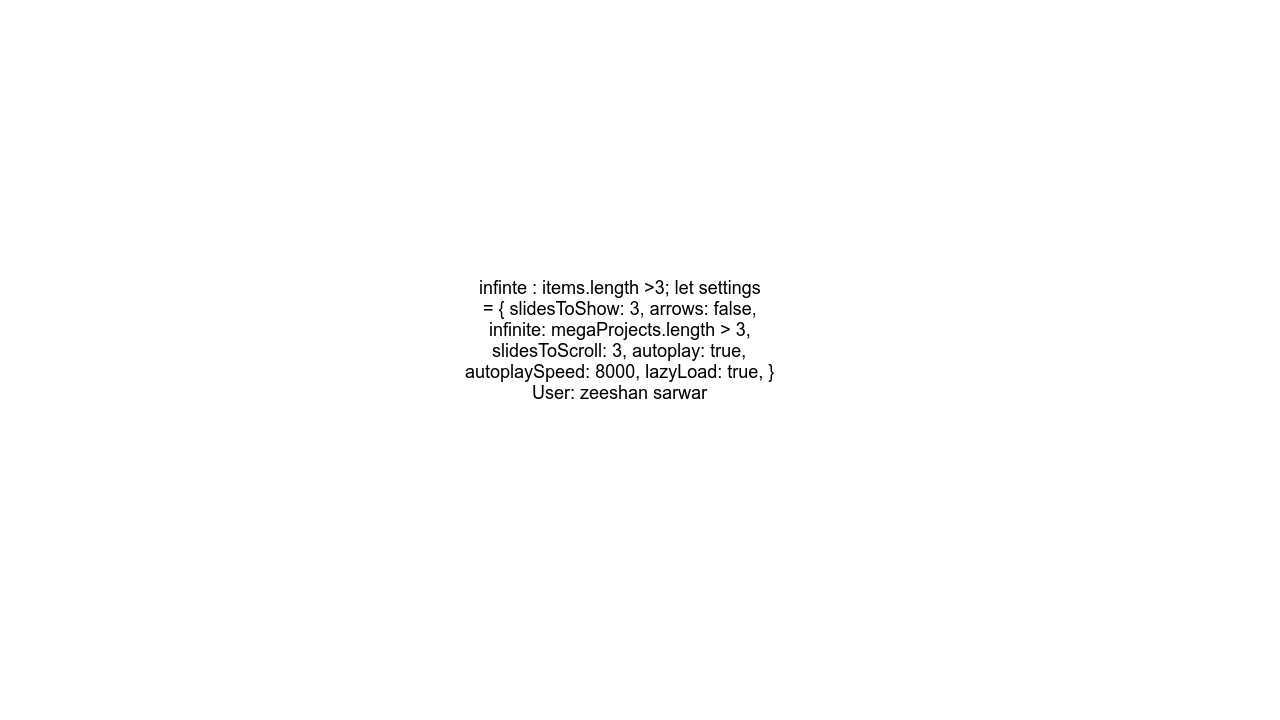 infinte : items.length >3; let settings
= { slidesToShow: 3, arrows: false,
infinite: megaProjects.length > 3,
slidesToScroll: 3, autoplay: true,
autoplaySpeed: 8000, lazyLoad: true, }
User: zeeshan sarwar